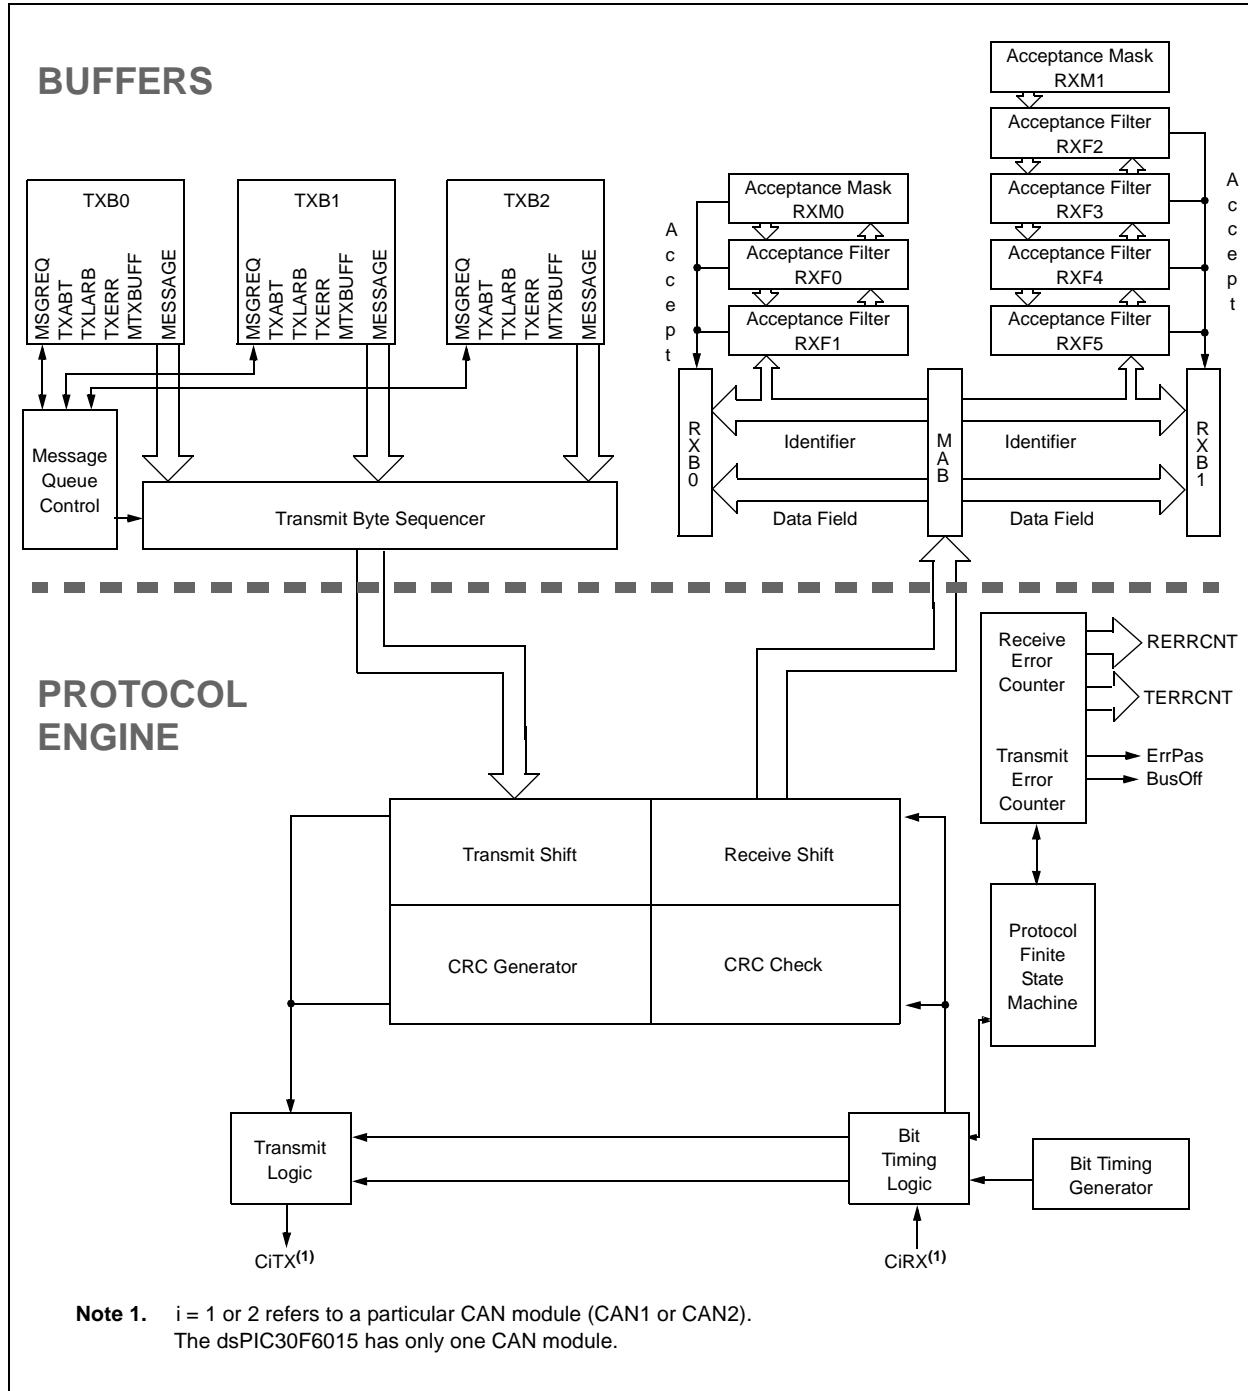 BUFFERS
Acceptance Mask
RXM1
Acceptance Filter
RXF2
Acceptance Filter
RXF3
Acceptance Filter
RXF4
Acceptance Filter
RXF5
Accept
Acceptance Mask
RXM0
Acceptance Filter
RXF0
Acceptance Filter
RXF1
Accept
TXB0
MSGREQ
TXABT
TXLARB
TXERR
MTXBUFF
MESSAGE
TXB1
MSGREQ
TXABT
TXLARB
TXERR
MTXBUFF
MESSAGE
TXB2
MSGREQ
TXABT
TXLARB
TXERR
MTXBUFF
MESSAGE
Message
Queue
Control
Transmit Byte Sequencer
RXB0
Identifier
MAB
Identifier
RXB1
Data Field
Data Field
PROTOCOL
ENGINE
Receive
Error
Counter
RERRCNT
TERRCNT
Transmit
Error
Counter
ErrPas
BusOff
Transmit Shift
Receive Shift
CRC Generator
CRC Check
Protocol
Finite
State
Machine
Transmit
Logic
Bit
Timing
Logic
Bit Timing
Generator
CiTX(1)
CiRX(1)
Note 1. i = 1 or 2 refers to a particular CAN module (CAN1 or CAN2).
The dsPIC30F6015 has only one CAN module.